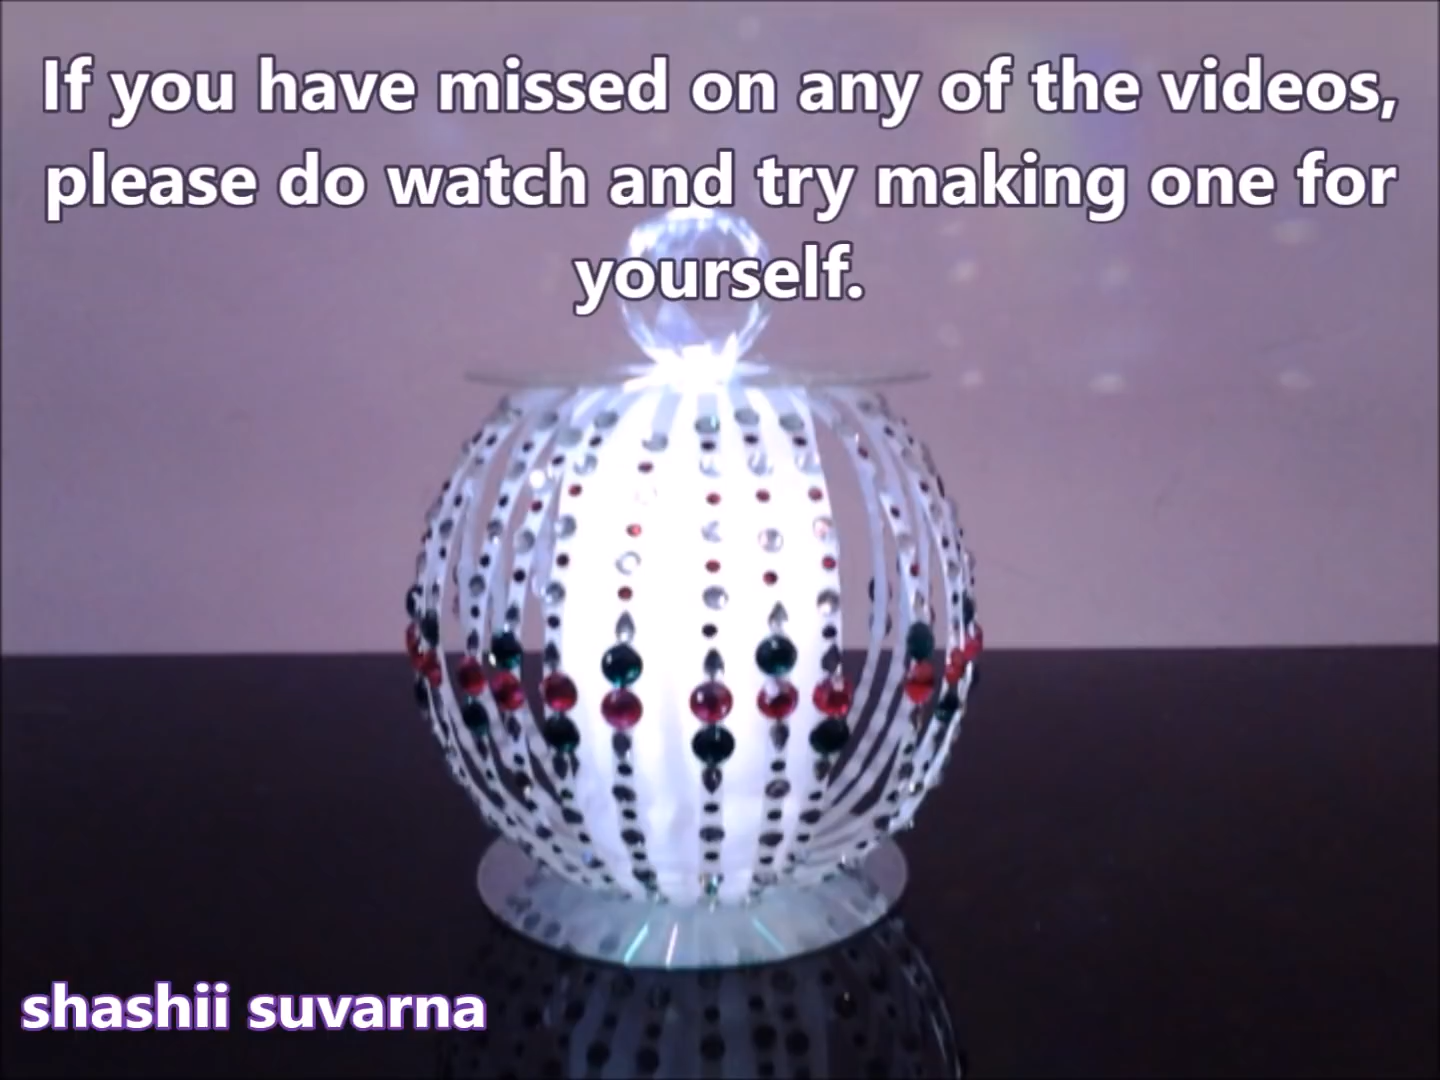 If you have missed on any of the videos,
please do watch and try making one for
yourself.
shashii suvarna